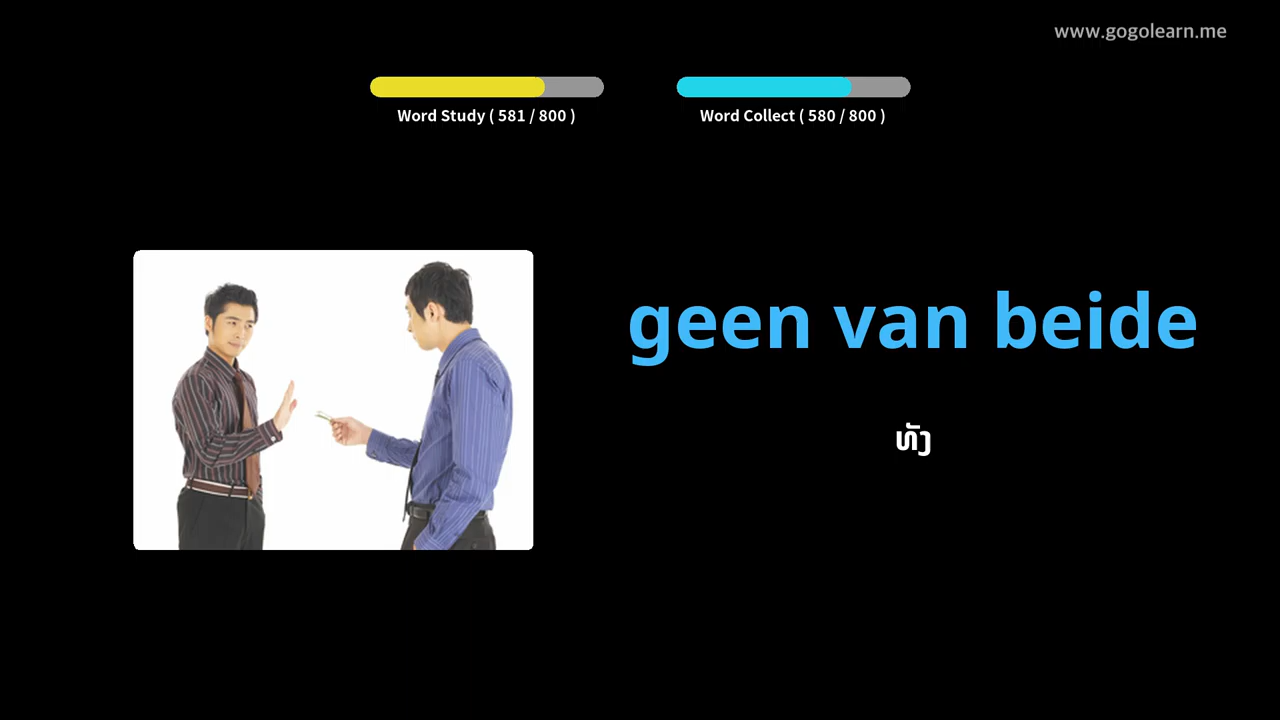 www.gogolearn.me
Word Study ( 581 / 800 )
Word Collect ( 580 / 800 )
geen van beide
ທັງ